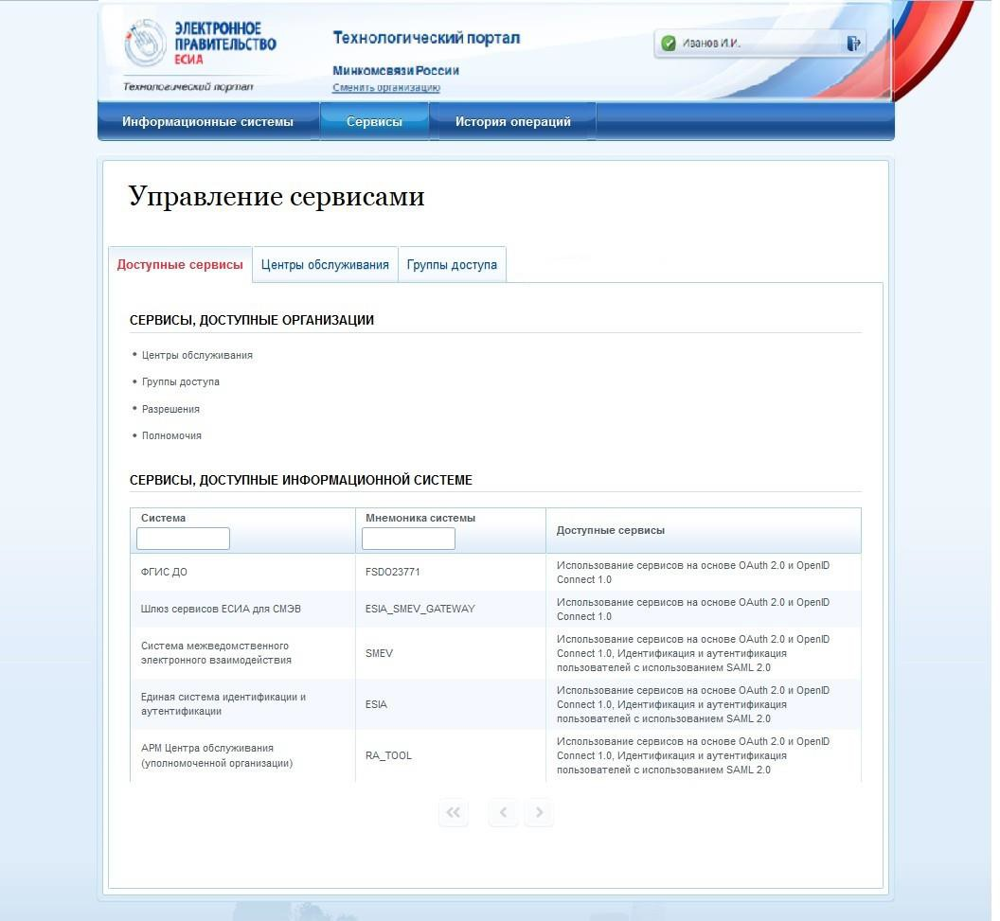 ЭЛЕКТРОННОЕ
ПРАВИТЕЛЬСТВО
ЕСИА
Технологический портал
Технологический портал
Минкомсвязи России
Сменить организацию
Иванов И.И.
Информационные системы
Сервисы
История операций
Управление сервисами
Доступные сервисы
Центры обслуживания
Группы доступа
СЕРВИСЫ, ДОСТУПНЫЕ ОРГАНИЗАЦИИ
• Центры обслуживания
• Группы доступа
• Разрешения
• Полномочия
СЕРВИСЫ, ДОСТУПНЫЕ ИНФОРМАЦИОННОЙ СИСТЕМЕ
Система
Мнемоника системы
Доступные сервисы
ФГИС ДО
FSDO23771
Использование сервисов на основе OAuth 2.0 и OpenID
Connect 1.0
Шлюз сервисов ЕСИА для СМЭВ
ESIA_SMEV_GATEWAY
Использование сервисов на основе OAuth 2.0 и OpenID
Connect 1.0
Система межведомственного
электронного взаимодействия
SMEV
Использование сервисов на основе OAuth 2.0 и OpenID
Connect 1.0, Идентификация и аутентификация
пользователей с использованием SAML 2.0
Единая система идентификации и
аутентификации
ESIA
Использование сервисов на основе OAuth 2.0 и OpenID
Connect 1.0, Идентификация и аутентификация
пользователей с использованием SAML 2.0
АРМ Центра обслуживания
(уполномоченной организации)
RA_TOOL
Использование сервисов на основе OAuth 2.0 и OpenID
Connect 1.0, Идентификация и аутентификация
пользователей с использованием SAML 2.0